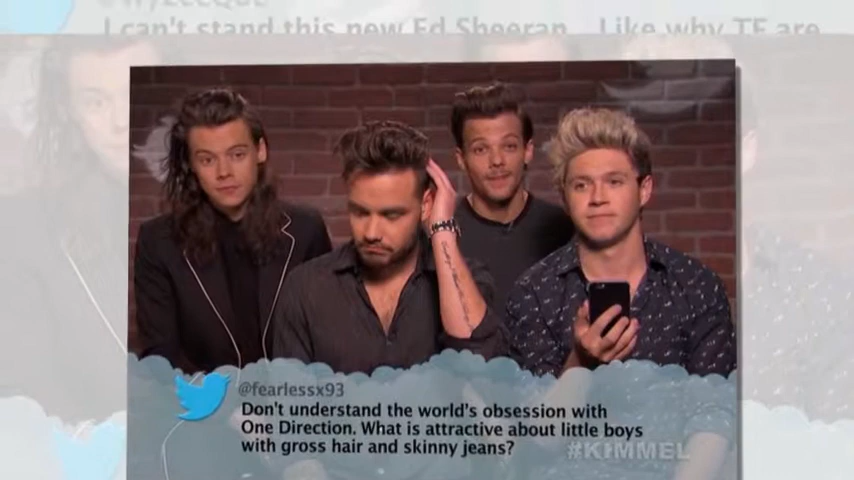 I can't stand this new Ed Sheeran... Like why TF are
@fearlessx93
Don't understand the world's obsession with
One Direction. What is attractive about little boys
with gross hair and skinny jeans?
#KIMMEL